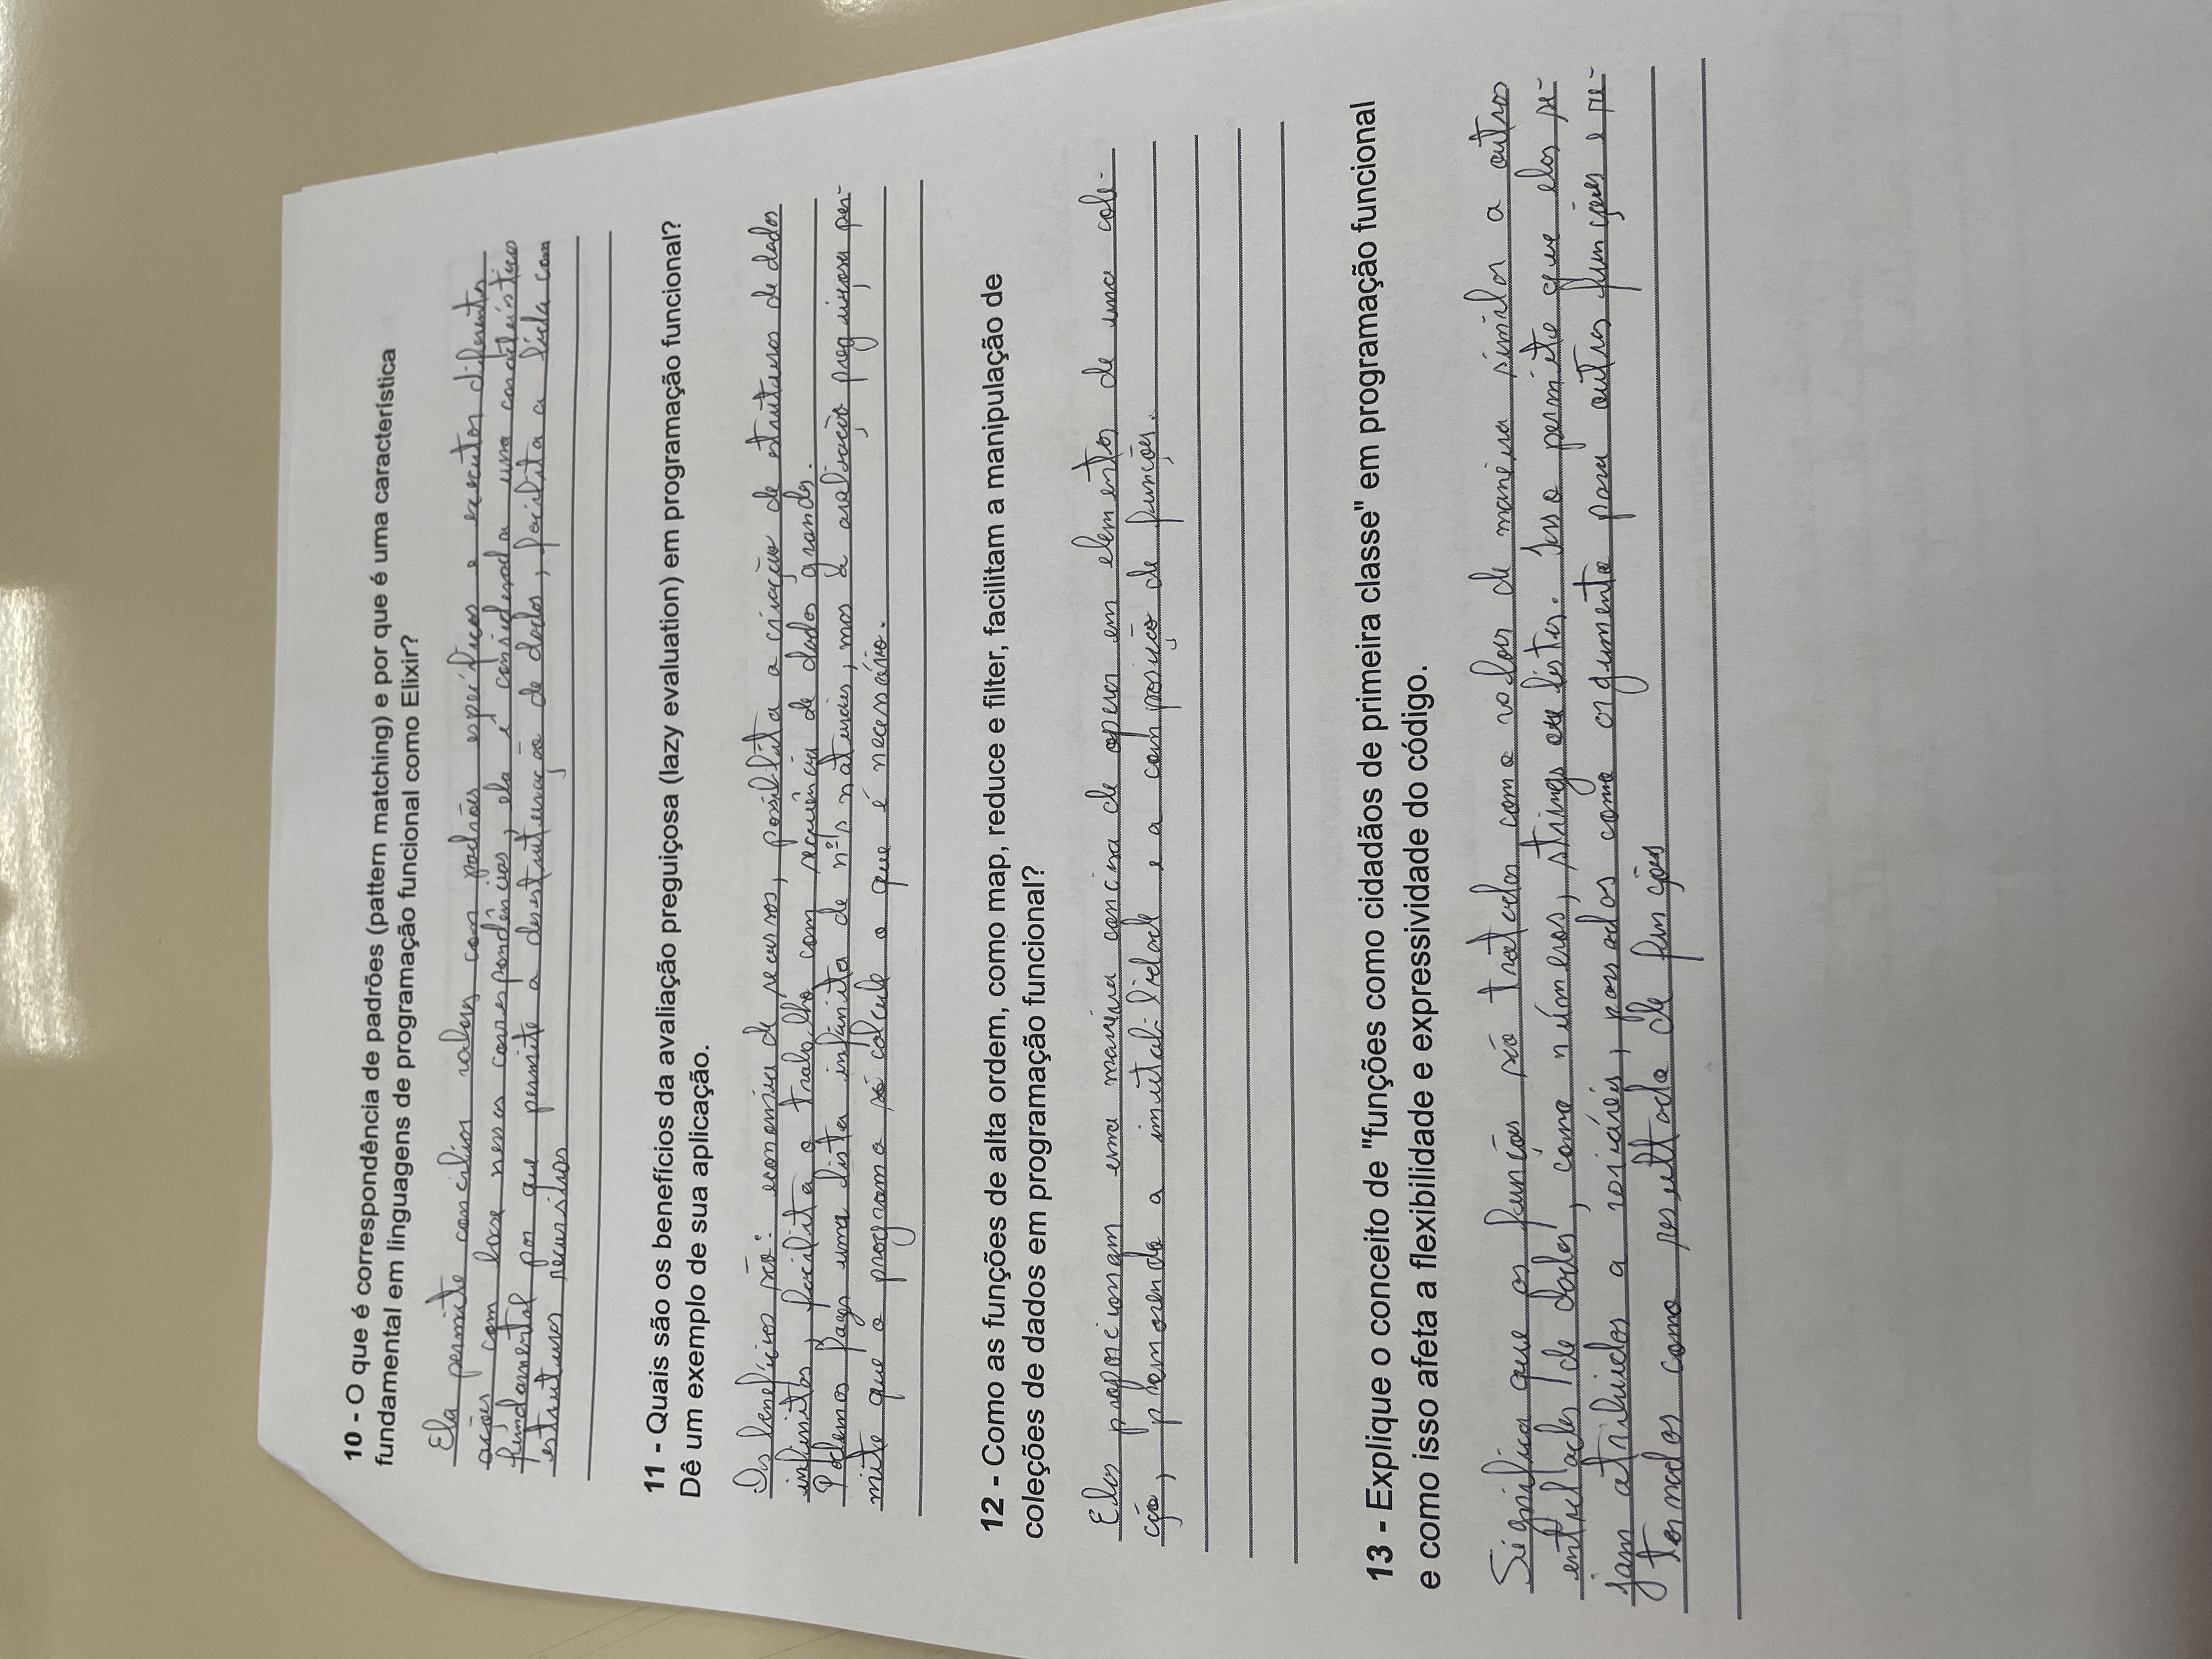 10 - O que é correspondência de padrões (pattern matching) e por que é uma característica
fundamental em linguagens de programação funcional como Elixir?
Ela permite conciliar valores com padrões específicos e executar diferentes
ações com base nessas correspondências, ela é considerada uma característica
fundamental por que permite a desestruturação de dados, facilita a lida com
estruturas recursivas
11 - Quais são os benefícios da avaliação preguiçosa (lazy evaluation) em programação funcional?
Dê um exemplo de sua aplicação.
Os benefícios são: economia de recursos, possibilita a criação de estruturas de dados
infinitos, facilita o trabalho com sequência de dados grandes.
Podemos fazer uma lista infinita de nºs naturais, mas a avaliação preguiçosa per-
mite que o programa só calcule o que é necessário.
12 - Como as funções de alta ordem, como map, reduce e filter, facilitam a manipulação de
coleções de dados em programação funcional?
Elas proporcionam uma maneira concisa de operar em elementos de uma cole-
ção, promovendo a imutabilidade e a composição de funções.
13 - Explique o conceito de "funções como cidadãos de primeira classe" em programação funcional
e como isso afeta a flexibilidade e expressividade do código.
Significa que as funções são tratadas como valor de maneira similar a outros
entidades de dados, como números, strings ou listas. Isso permite que elas se-
jam atribuidas a variáveis, passadas como argumento para outras funções e re-
tornadas como resultado de funções